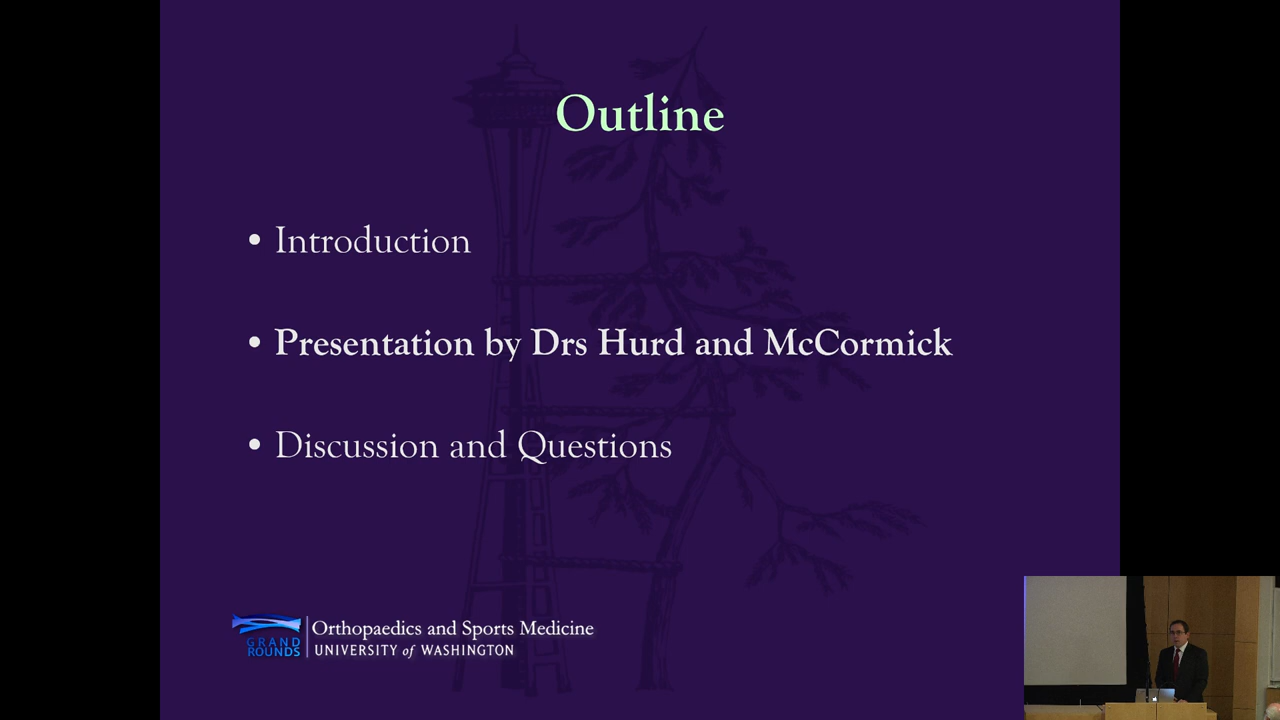 Outline
• Introduction
• Presentation by Drs Hurd and McCormick
• Discussion and Questions
GRAND
ROUNDS
Orthopaedics and Sports Medicine
UNIVERSITY of WASHINGTON